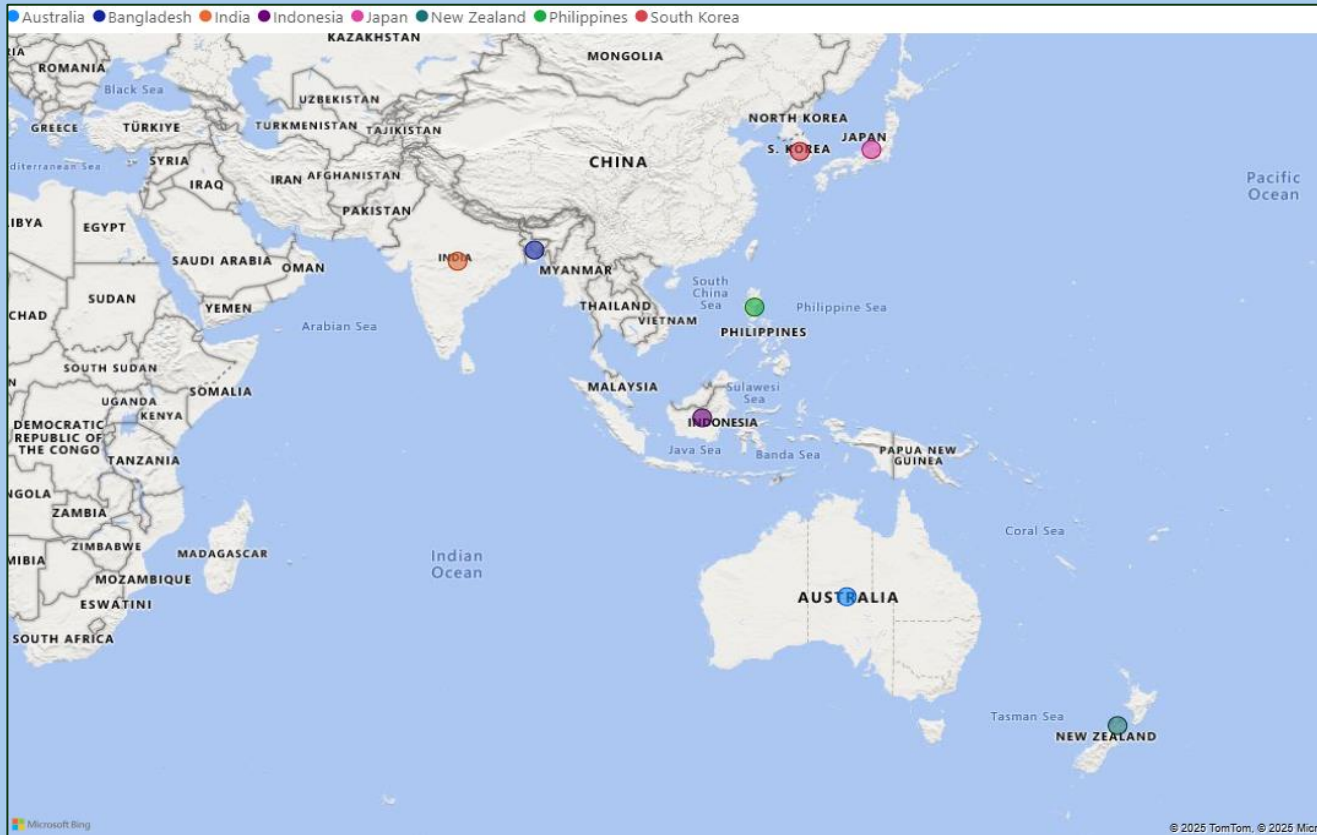 Australia Bangladesh India Indonesia Japan New Zealand Philippines South Korea
KAZAKHSTAN
MONGOLIA
ROMANIA
Black Sea
UZBEKISTAN
GREECE
TÜRKIYE
TURKMENISTAN
TAJIKISTAN
NORTH KOREA
JAPAN
S. KOREA
CHINA
SYRIA
IRAQ
IRAN
AFGHANISTAN
PAKISTAN
Pacific
Ocean
EGYPT
SAUDI ARABIA
OMAN
INDIA
MYANMAR
SUDAN
YEMEN
Arabian Sea
THAILAND
VIETNAM
South
China
Sea
Philippine Sea
PHILIPPINES
CHAD
SOUTH SUDAN
SOMALIA
UGANDA
KENYA
MALAYSIA
Sulawesi
Sea
DEMOCRATIC
REPUBLIC OF
THE CONGO
TANZANIA
INDONESIA
Java Sea
Banda Sea
PAPUA NEW
GUINEA
NGOLA
ZAMBIA
ZIMBABWE
MADAGASCAR
MIBIA
MOZAMBIQUE
ESWATINI
SOUTH AFRICA
Indian
Ocean
Coral Sea
AUSTRALIA
Tasman Sea
NEW ZEALAND
Microsoft Bing
© 2025 TomTom, © 2025 Micr